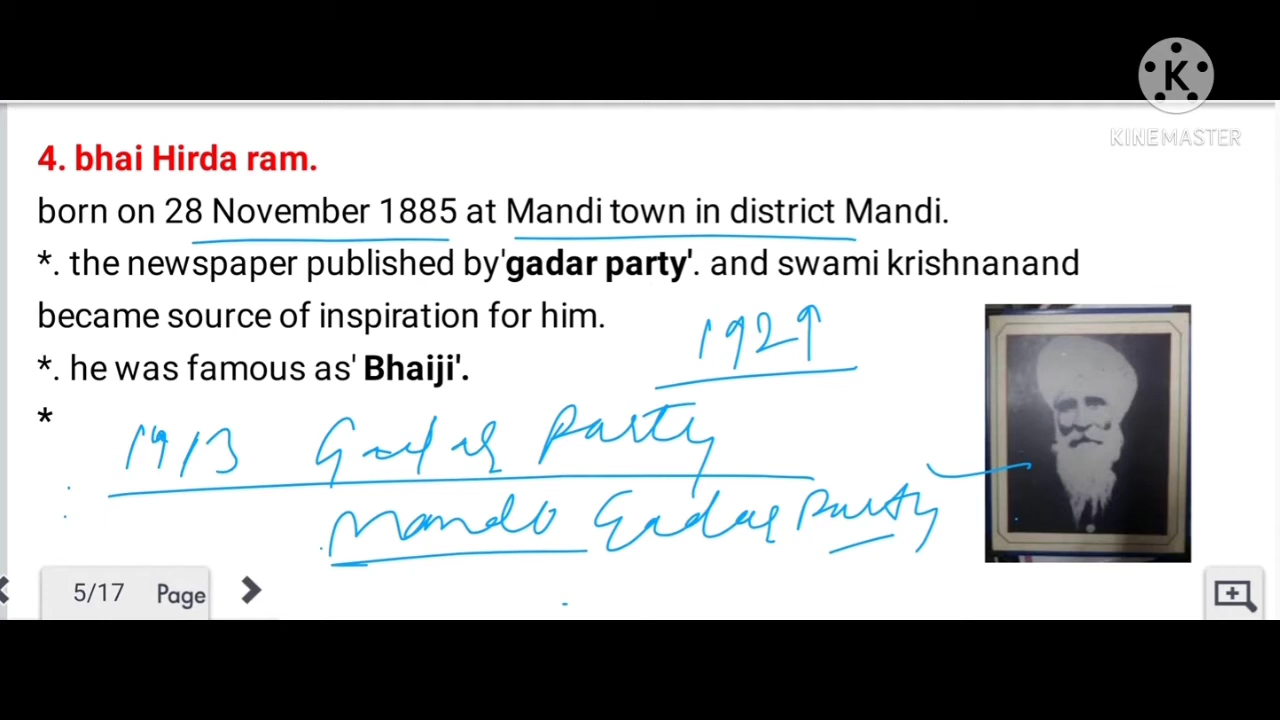 K
KINEMASTER
4. bhai Hirda ram.
born on 28 November 1885 at Mandi town in district Mandi.
*. the newspaper published by'gadar party'. and swami krishnanand
became source of inspiration for him.
*. he was famous as' Bhaiji'.
1929
*
1913 Gadar Party
Mando Gadar Party
5/17 Page